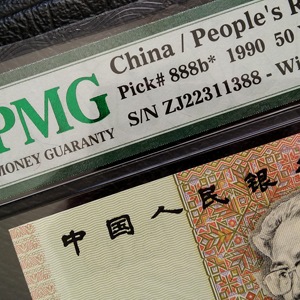 China / People's R
Pick# 888b* 1990 50
S/N ZJ22311388 - Wi
PMG
MONEY GUARANTY
中国人民银